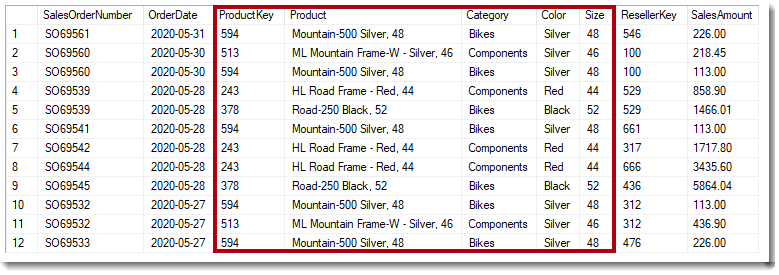 SalesOrderNumber OrderDate ProductKey Product Category Color Size ResellerKey SalesAmount
1 SO69561 2020-05-31 594 Mountain-500 Silver, 48 Bikes Silver 48 546 226.00
2 SO69560 2020-05-30 513 ML Mountain Frame-W - Silver, 46 Components Silver 46 100 218.45
3 SO69560 2020-05-30 594 Mountain-500 Silver, 48 Bikes Silver 48 100 113.00
4 SO69539 2020-05-28 243 HL Road Frame - Red, 44 Components Red 44 529 858.90
5 SO69539 2020-05-28 378 Road-250 Black, 52 Bikes Black 52 529 1466.01
6 SO69541 2020-05-28 594 Mountain-500 Silver, 48 Bikes Silver 48 661 113.00
7 SO69542 2020-05-28 243 HL Road Frame - Red, 44 Components Red 44 317 1717.80
8 SO69544 2020-05-28 243 HL Road Frame - Red, 44 Components Red 44 666 3435.60
9 SO69545 2020-05-28 378 Road-250 Black, 52 Bikes Black 52 436 5864.04
10 SO69532 2020-05-27 594 Mountain-500 Silver, 48 Bikes Silver 48 312 113.00
11 SO69532 2020-05-27 513 ML Mountain Frame-W - Silver, 46 Components Silver 46 312 436.90
12 SO69533 2020-05-27 594 Mountain-500 Silver, 48 Bikes Silver 48 476 226.00